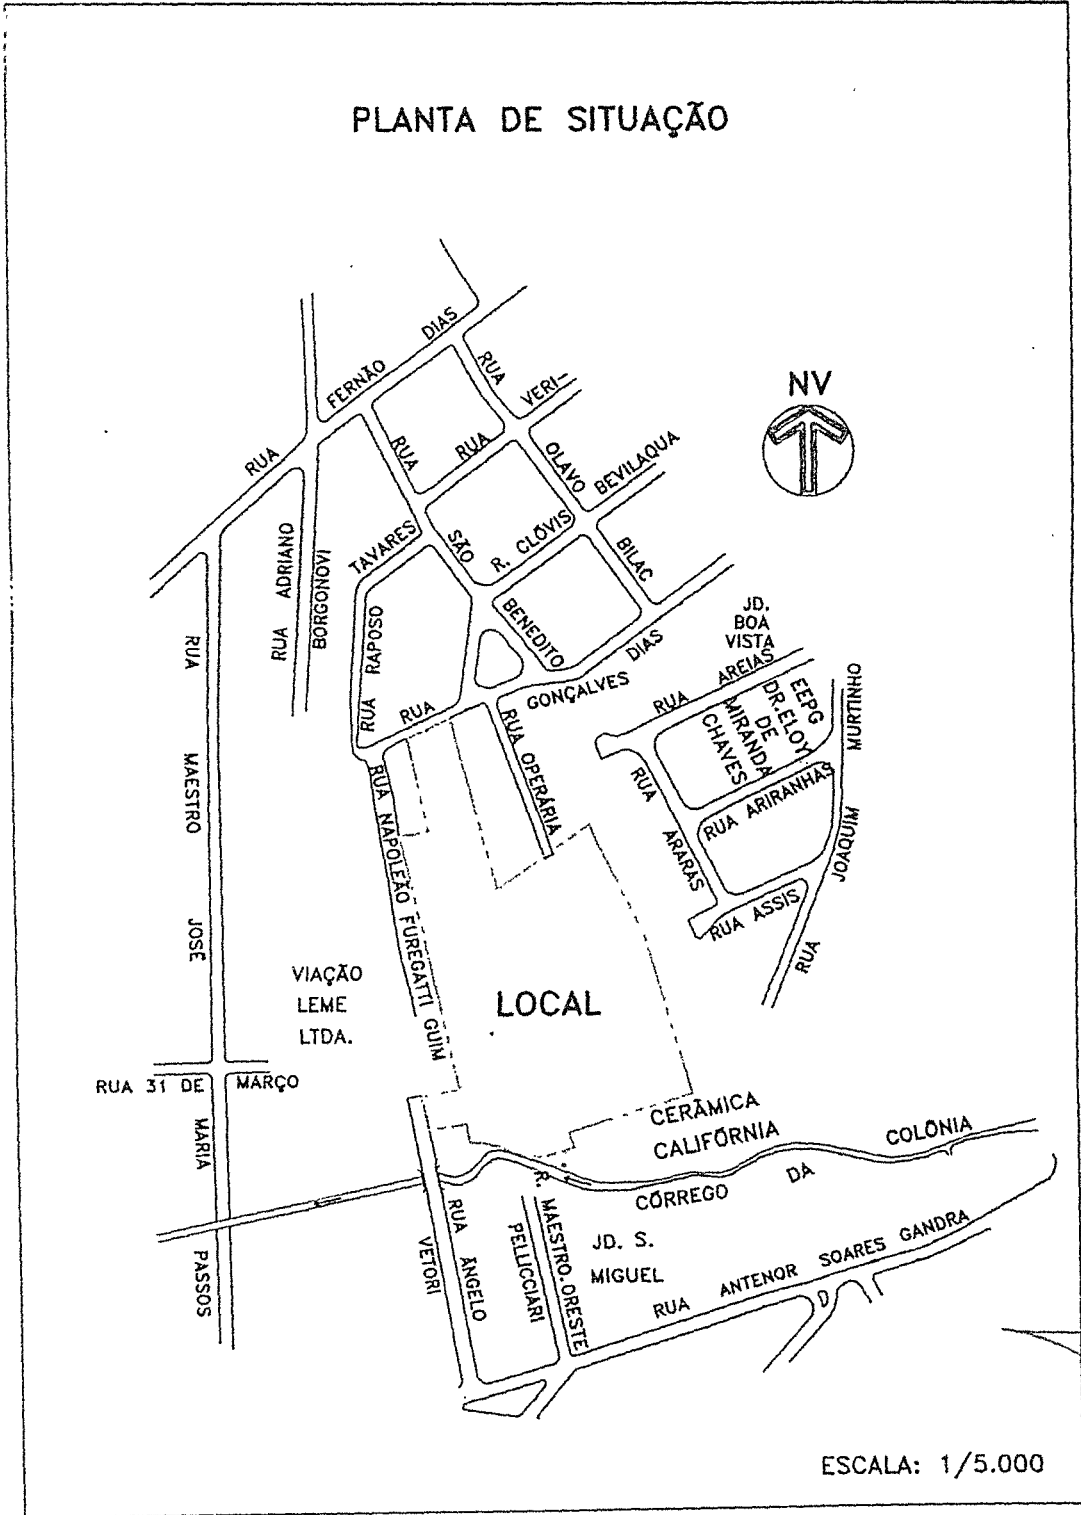 PLANTA DE SITUAÇÃO
RUA FERNÃO DIAS
RUA OLAVO BILAC
RUA VERI-
RUA SÃO BENEDITO
R. CLÓVIS BEVILAQUA
RUA RAPOSO TAVARES
RUA GONÇALVES DIAS
NV
RUA ADRIANO
BORGONOVI
RUA MAESTRO JOSÉ MARIA PASSOS
JD.
BOA
VISTA
RUA AREIAS
EEPG
DR.ELOY
DE
MIRANDA
CHAVES
RUA ARIRANHAS
RUA ARARAS
RUA ASSIS
RUA JOAQUIM MURTINHO
RUA OPERÁRIA
RUA NAPOLEÃO FUREGATTI GUIM
VIAÇÃO
LEME
LTDA.
LOCAL
RUA 31 DE MARÇO
CERÂMICA
CALIFÓRNIA
CÓRREGO DA COLÔNIA
RUA ÂNGELO
VETORI
R. MAESTRO.ORESTE
PELLICCIARI
JD. S.
MIGUEL
RUA ANTENOR SOARES GANDRA
ESCALA: 1/5.000